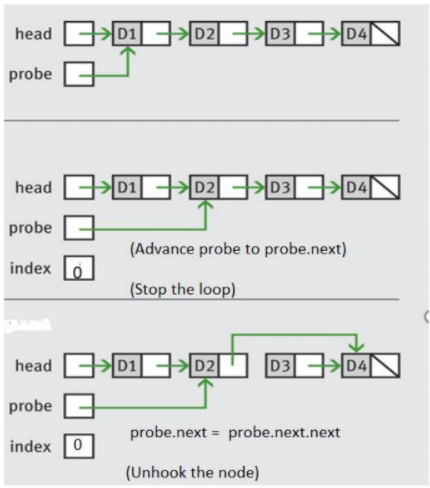 head D1 D2 D3 D4
probe
head D1 D2 D3 D4
probe
(Advance probe to probe.next)
index 0
(Stop the loop)
head D1 D2 D3 D4
probe
probe.next = probe.next.next
index 0
(Unhook the node)